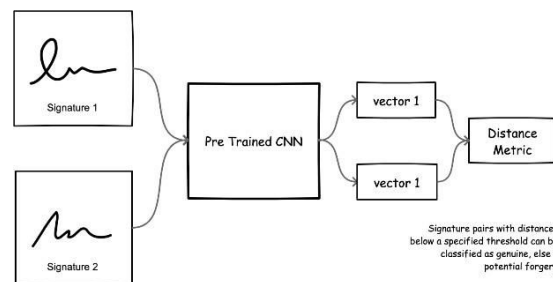 Signature 1
Pre Trained CNN
vector 1
vector 1
Distance
Metric
Signature 2
Signature pairs with distance
below a specified threshold can b
classified as genuine, else
potential forger